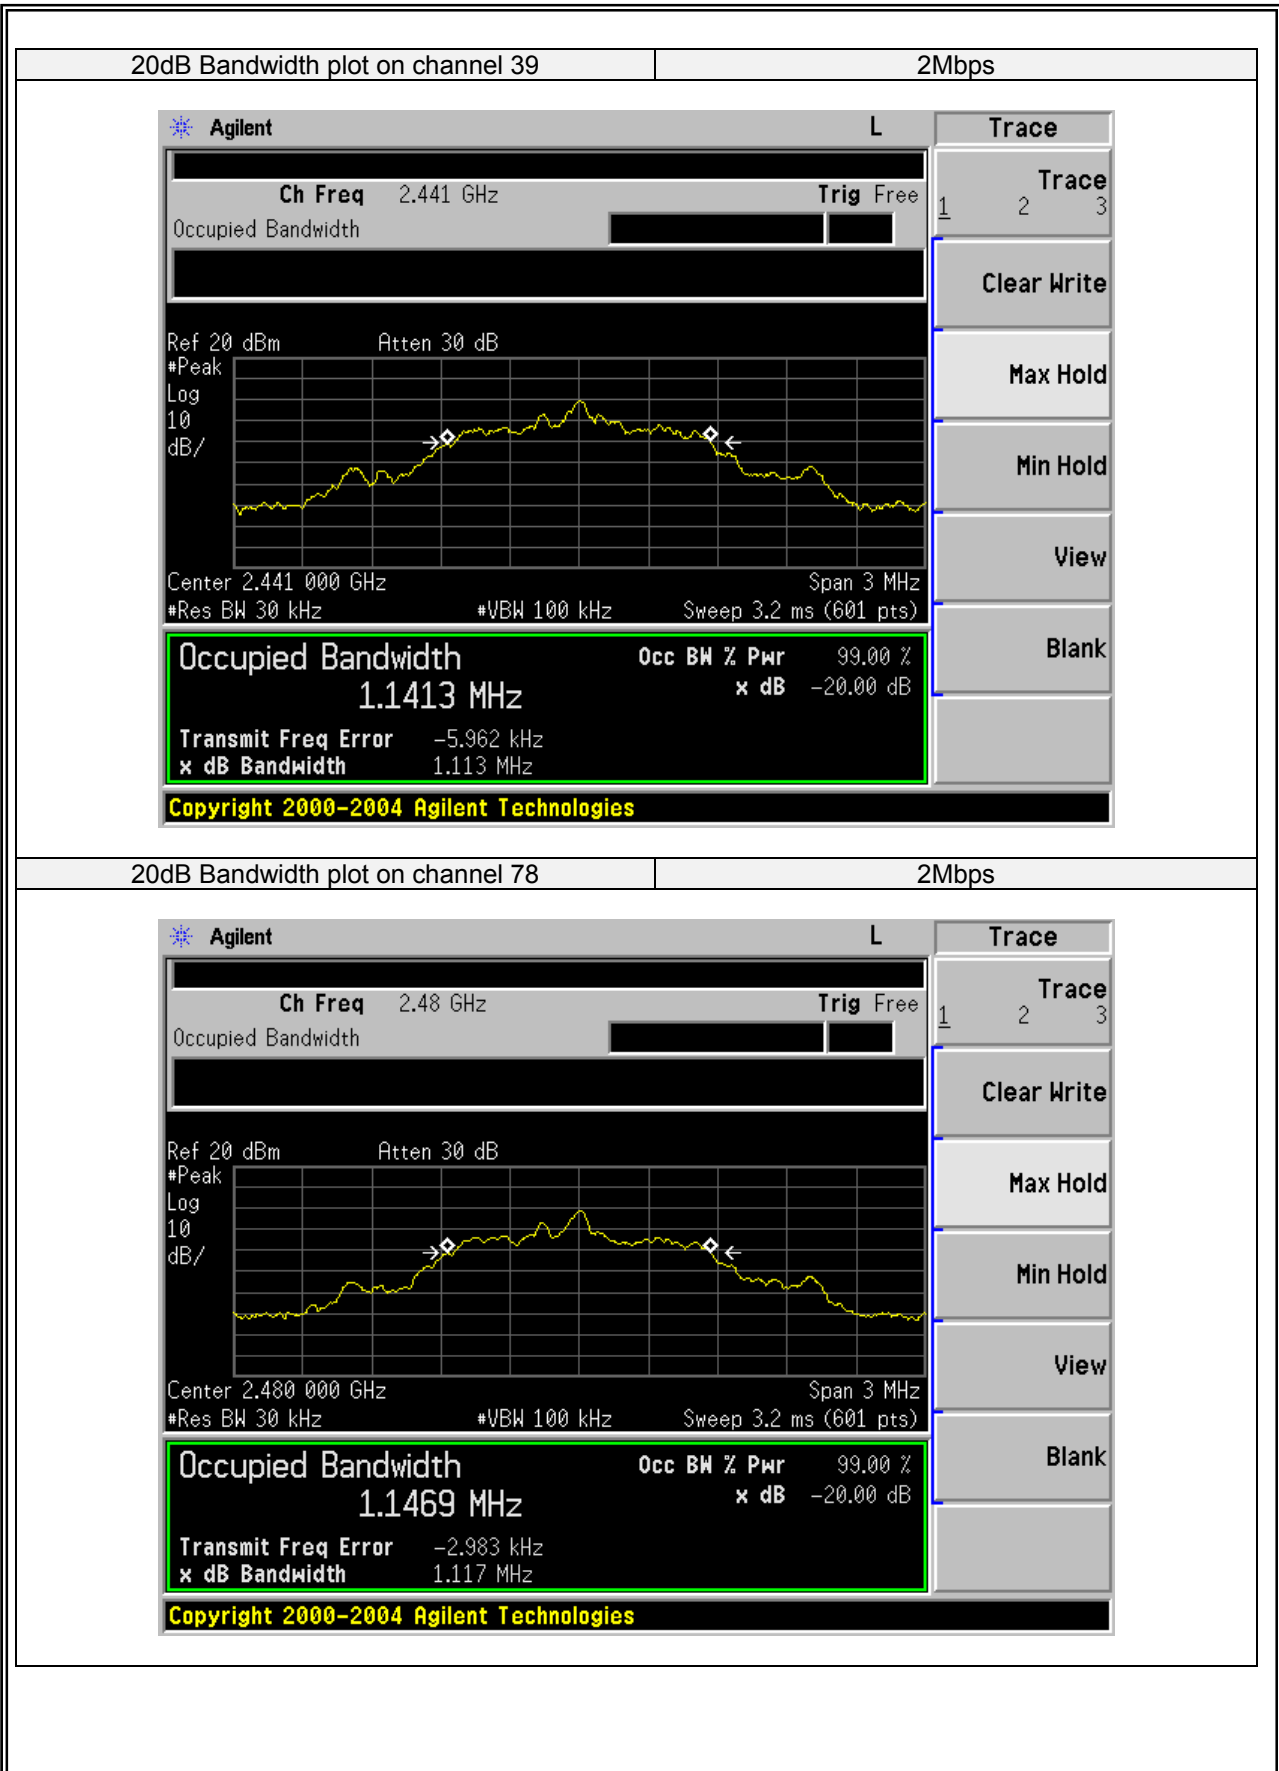 20dB Bandwidth plot on channel 39 2Mbps
Agilent L Trace
Ch Freq 2.441 GHz Trig Free
Occupied Bandwidth
Trace
1 2 3
Clear Write
Max Hold
Min Hold
View
Blank
Ref 20 dBm Atten 30 dB
#Peak
Log
10
dB/
Center 2.441 000 GHz Span 3 MHz
#Res BW 30 kHz #VBW 100 kHz Sweep 3.2 ms (601 pts)
Occupied Bandwidth Occ BW % Pwr 99.00 %
1.1413 MHz x dB -20.00 dB
Transmit Freq Error -5.962 kHz
x dB Bandwidth 1.113 MHz
Copyright 2000-2004 Agilent Technologies
20dB Bandwidth plot on channel 78 2Mbps
Agilent L Trace
Ch Freq 2.48 GHz Trig Free
Occupied Bandwidth
Trace
1 2 3
Clear Write
Max Hold
Min Hold
View
Blank
Ref 20 dBm Atten 30 dB
#Peak
Log
10
dB/
Center 2.480 000 GHz Span 3 MHz
#Res BW 30 kHz #VBW 100 kHz Sweep 3.2 ms (601 pts)
Occupied Bandwidth Occ BW % Pwr 99.00 %
1.1469 MHz x dB -20.00 dB
Transmit Freq Error -2.983 kHz
x dB Bandwidth 1.117 MHz
Copyright 2000-2004 Agilent Technologies